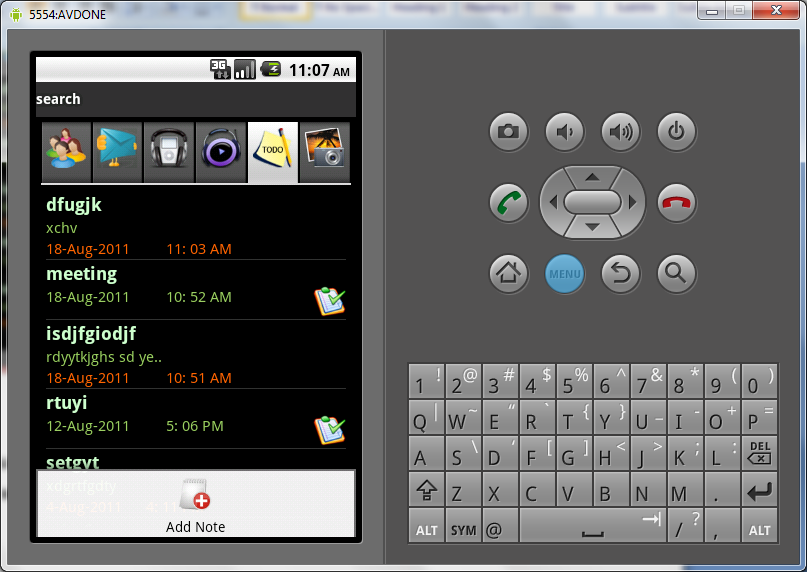 5554:AVDONE
3G 11:07 AM
search
TODO
dfugjk
xchv
18-Aug-2011 11: 03 AM
meeting
18-Aug-2011 10: 52 AM
isdjfgiodjf
rdyytkjghs sd ye..
18-Aug-2011 10: 51 AM
rtuyi
12-Aug-2011 5: 06 PM
setgyt
xdgrtfgdty
4-Aug-2011 4: 11
Add Note
MENU
1 ! 2 @ 3 # 4 $ 5 % 6 ^ 7 & 8 * 9 ( 0 )
Q | W ~ E “ R ` T { Y } U _ I - O + P =
A S \ D ‘ F [ G ] H < J > K ; L : DEL
Z X C V B N M .
ALT SYM @ / ? , ALT